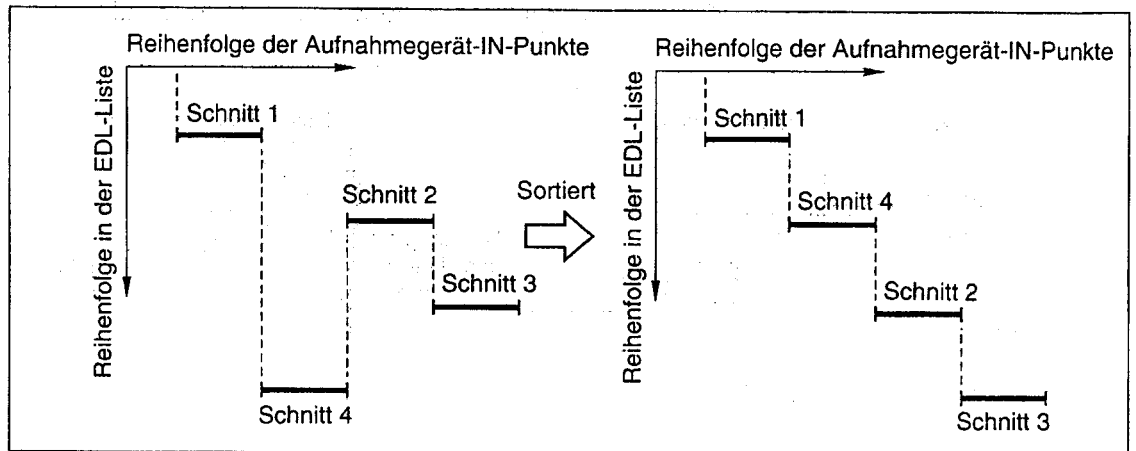 Reihenfolge der Aufnahmegerät-IN-Punkte
Reihenfolge in der EDL-Liste
Schnitt 1
Schnitt 2
Schnitt 3
Schnitt 4
Sortiert
Reihenfolge der Aufnahmegerät-IN-Punkte
Reihenfolge in der EDL-Liste
Schnitt 1
Schnitt 4
Schnitt 2
Schnitt 3